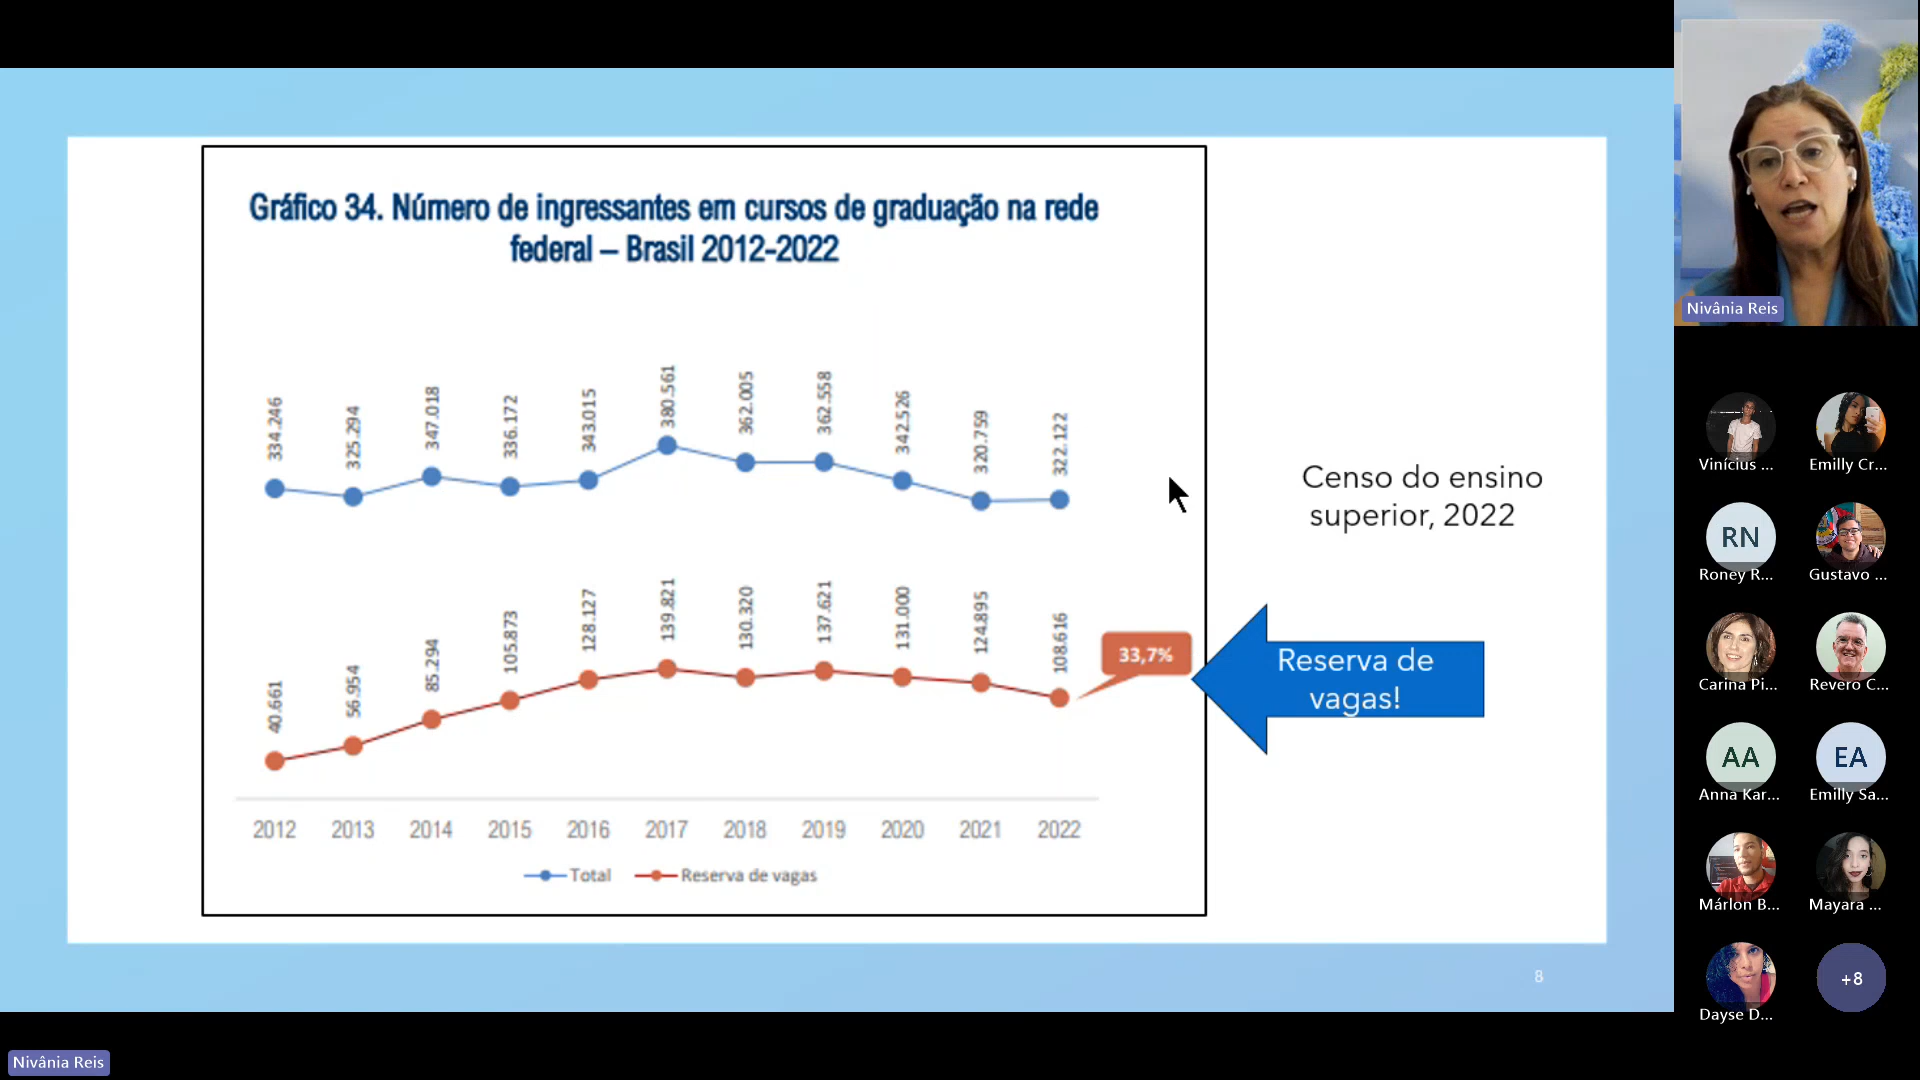 Gráfico 34. Número de ingressantes em cursos de graduação na rede
federal – Brasil 2012-2022
334.246
325.294
347.018
336.172
343.015
380.561
362.005
362.558
342.526
320.759
322.122
40.661
56.954
85.294
105.873
128.127
139.821
130.320
137.621
131.000
124.895
108.616
33,7%
2012 2013 2014 2015 2016 2017 2018 2019 2020 2021 2022
Total Reserva de vagas
Censo do ensino
superior, 2022
Reserva de
vagas!
8
Nivânia Reis
Vinícius ...
Emilly Cr...
RN
Roney R...
Gustavo ...
Carina Pi...
Revero C...
AA
Anna Kar...
EA
Emilly Sa...
Márlon B...
Mayara ...
Dayse D...
+8
Nivânia Reis